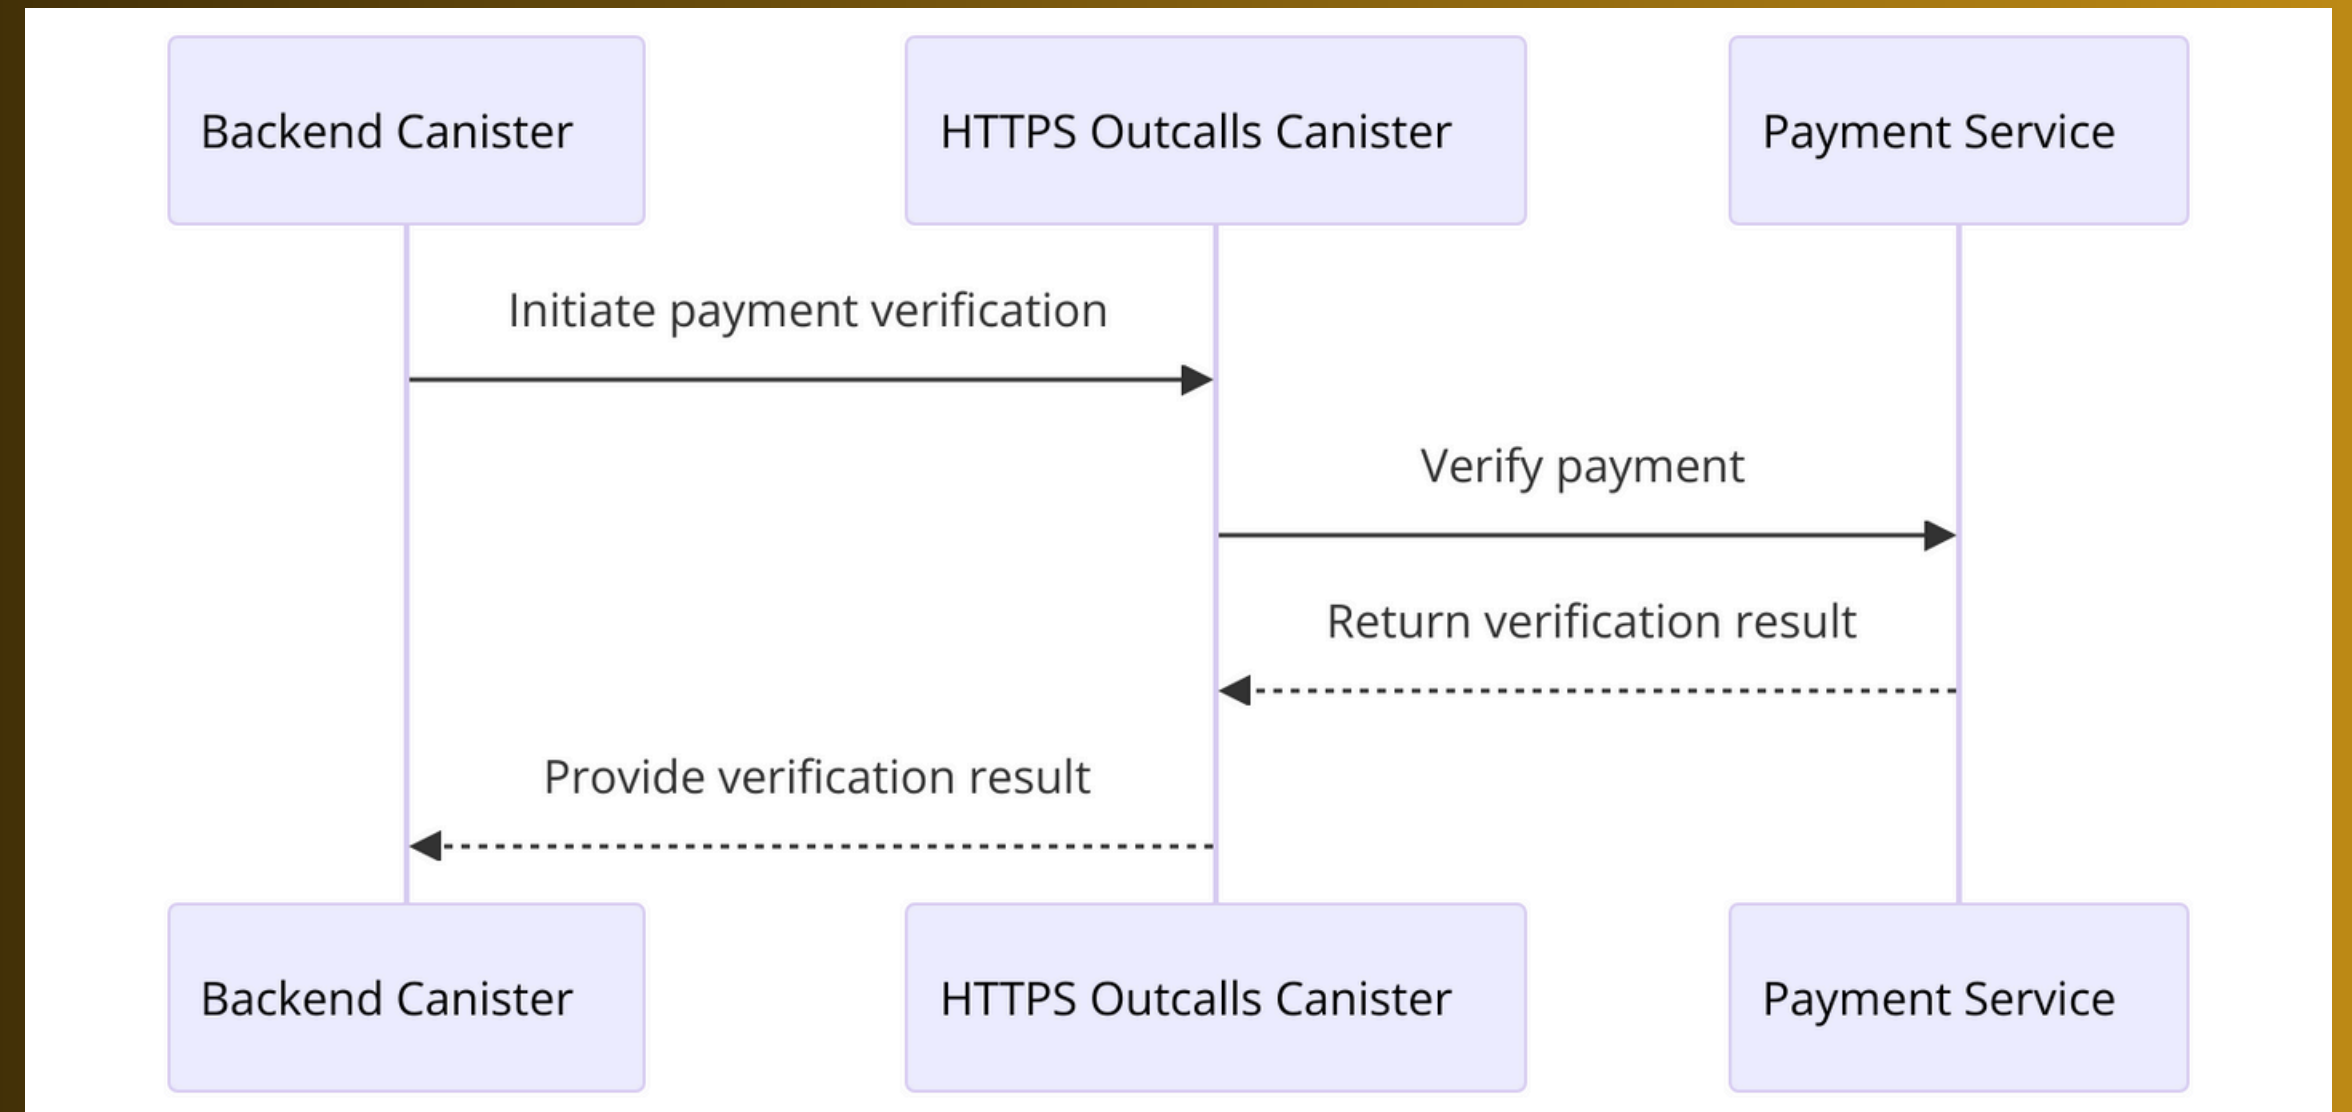 Backend Canister
HTTPS Outcalls Canister
Payment Service
Initiate payment verification
Verify payment
Return verification result
Provide verification result
Backend Canister
HTTPS Outcalls Canister
Payment Service